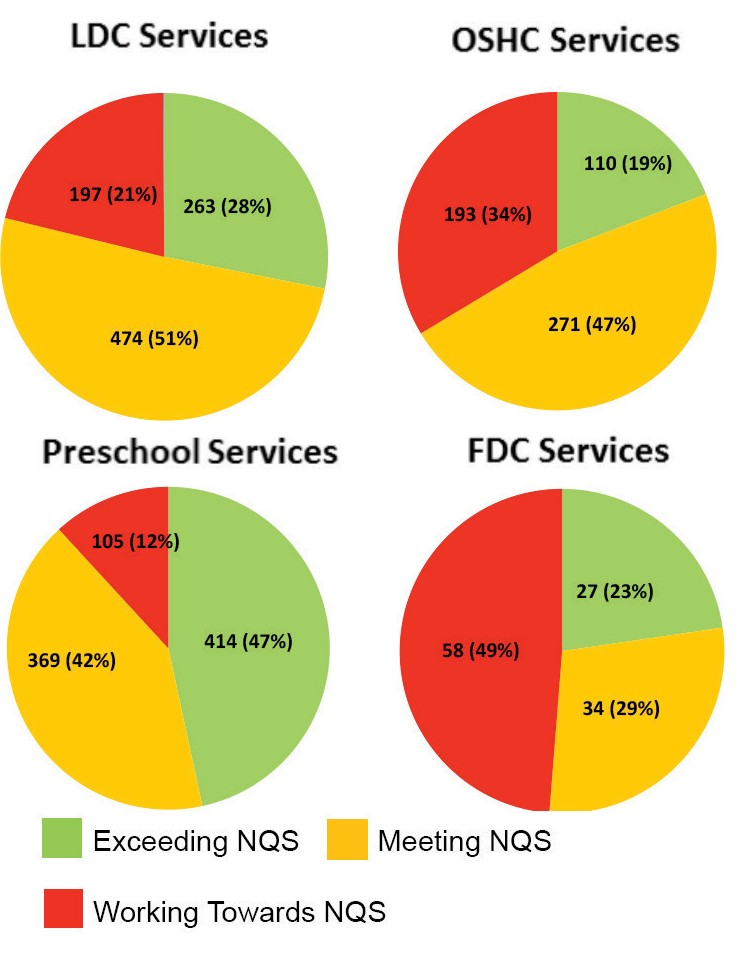 LDC Services
197 (21%)
263 (28%)
474 (51%)
OSHC Services
110 (19%)
193 (34%)
271 (47%)
Preschool Services
105 (12%)
414 (47%)
369 (42%)
FDC Services
27 (23%)
58 (49%)
34 (29%)
Exceeding NQS
Meeting NQS
Working Towards NQS